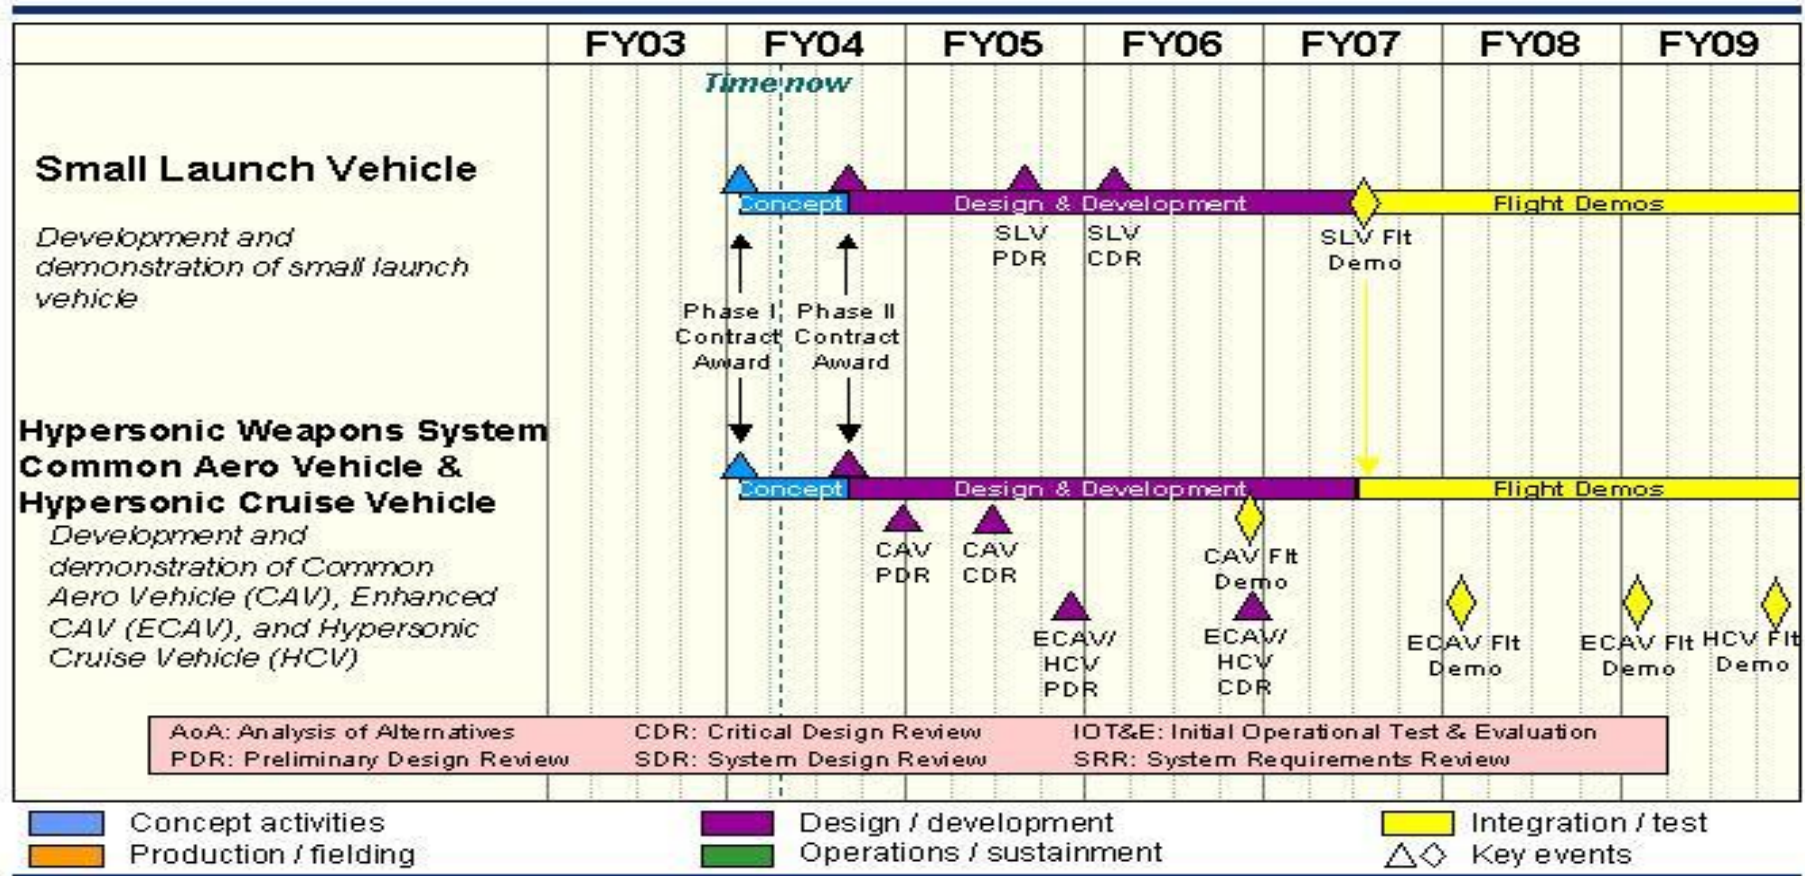 FY03 FY04 FY05 FY06 FY07 FY08 FY09
Time now
Small Launch Vehicle
Concept Design & Development Flight Demos
Development and
demonstration of small launch
vehicle
SLV
PDR
SLV
CDR
SLV Flt
Demo
Phase I
Contract
Award
Phase II
Contract
Award
Hypersonic Weapons System
Common Aero Vehicle &
Hypersonic Cruise Vehicle
Concept Design & Development Flight Demos
Development and
demonstration of Common
Aero Vehicle (CAV), Enhanced
CAV (ECAV), and Hypersonic
Cruise Vehicle (HCV)
CAV
PDR
CAV
CDR
CAV Flt
Demo
ECAV/
HCV
PDR
ECAV/
HCV
CDR
ECAV Flt
Demo
ECAV Flt
Demo
HCV Flt
Demo
AoA: Analysis of Alternatives CDR: Critical Design Review IOT&E: Initial Operational Test & Evaluation
PDR: Preliminary Design Review SDR: System Design Review SRR: System Requirements Review
Concept activities Design / development Integration / test
Production / fielding Operations / sustainment Key events